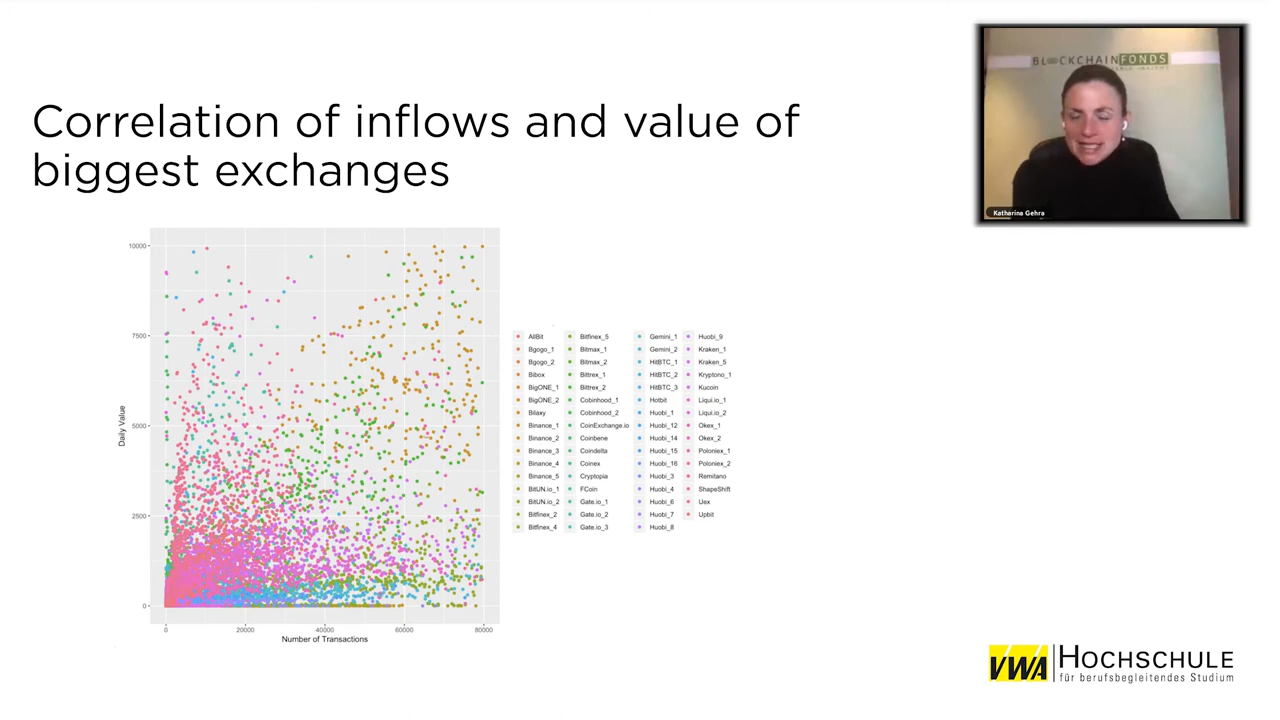 BLOCKCHAINFONDS
Katharina Gehra
Correlation of inflows and value of
biggest exchanges
10000
7500
5000
2500
0
Daily Value
0 20000 40000 60000 80000
Number of Transactions
AllBit Bitfinex_5 Gemini_1 Huobi_9
Bgogo_1 Bitmax_1 Gemini_2 Kraken_1
Bgogo_2 Bitmax_2 HitBTC_1 Kraken_5
Bibox Bittrex_1 HitBTC_2 Kryptono_1
BigONE_1 Bittrex_2 HitBTC_3 Kucoin
BigONE_2 Cobinhood_1 Hotbit Liqui.io_1
Bilaxy Cobinhood_2 Huobi_1 Liqui.io_2
Binance_1 CoinExchange.io Huobi_12 Okex_1
Binance_2 Coinbene Huobi_14 Okex_2
Binance_3 Coindelta Huobi_15 Poloniex_1
Binance_4 Coinex Huobi_16 Poloniex_2
Binance_5 Cryptopia Huobi_3 Remitano
BitUN.io_1 FCoin Huobi_4 ShapeShift
BitUN.io_2 Gate.io_1 Huobi_6 Uex
Bitfinex_2 Gate.io_2 Huobi_7 Upbit
Bitfinex_4 Gate.io_3 Huobi_8
VWA HOCHSCHULE
für berufsbegleitendes Studium